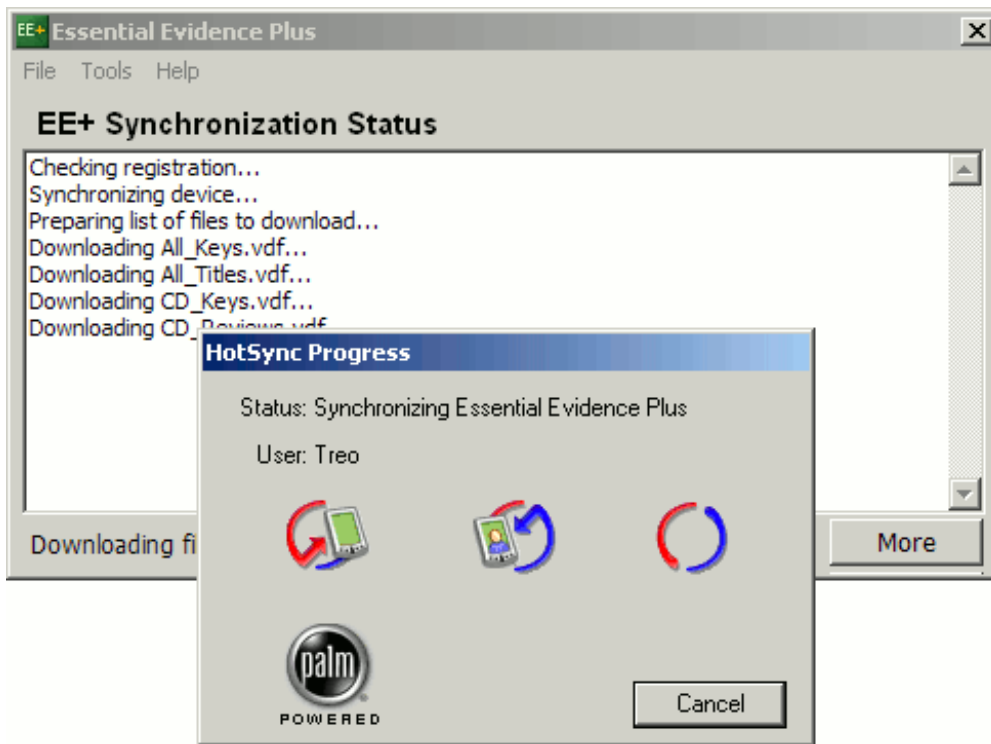 EE+ Essential Evidence Plus
File Tools Help
EE+ Synchronization Status
Checking registration...
Synchronizing device...
Preparing list of files to download...
Downloading All_Keys.vdf...
Downloading All_Titles.vdf...
Downloading CD_Keys.vdf...
Downloading CD_Reviews.vdf
HotSync Progress
Status: Synchronizing Essential Evidence Plus
User: Treo
Downloading fi
More
palm
POWERED
Cancel